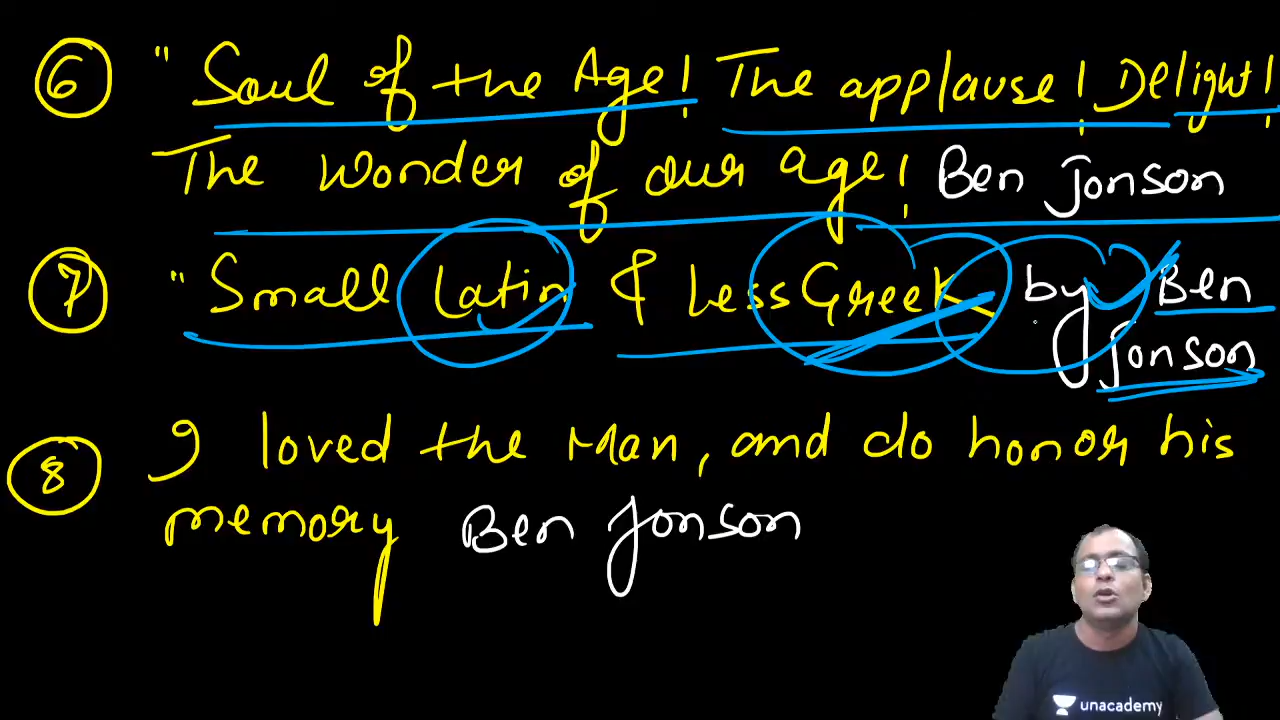 6 "Soul of the Age! The applause! Delight!
The wonder of our age! Ben Jonson
7 "Small Latin & Less Greek by Ben
Jonson
8 I loved the Man, and do honor his
memory Ben Jonson
unacademy